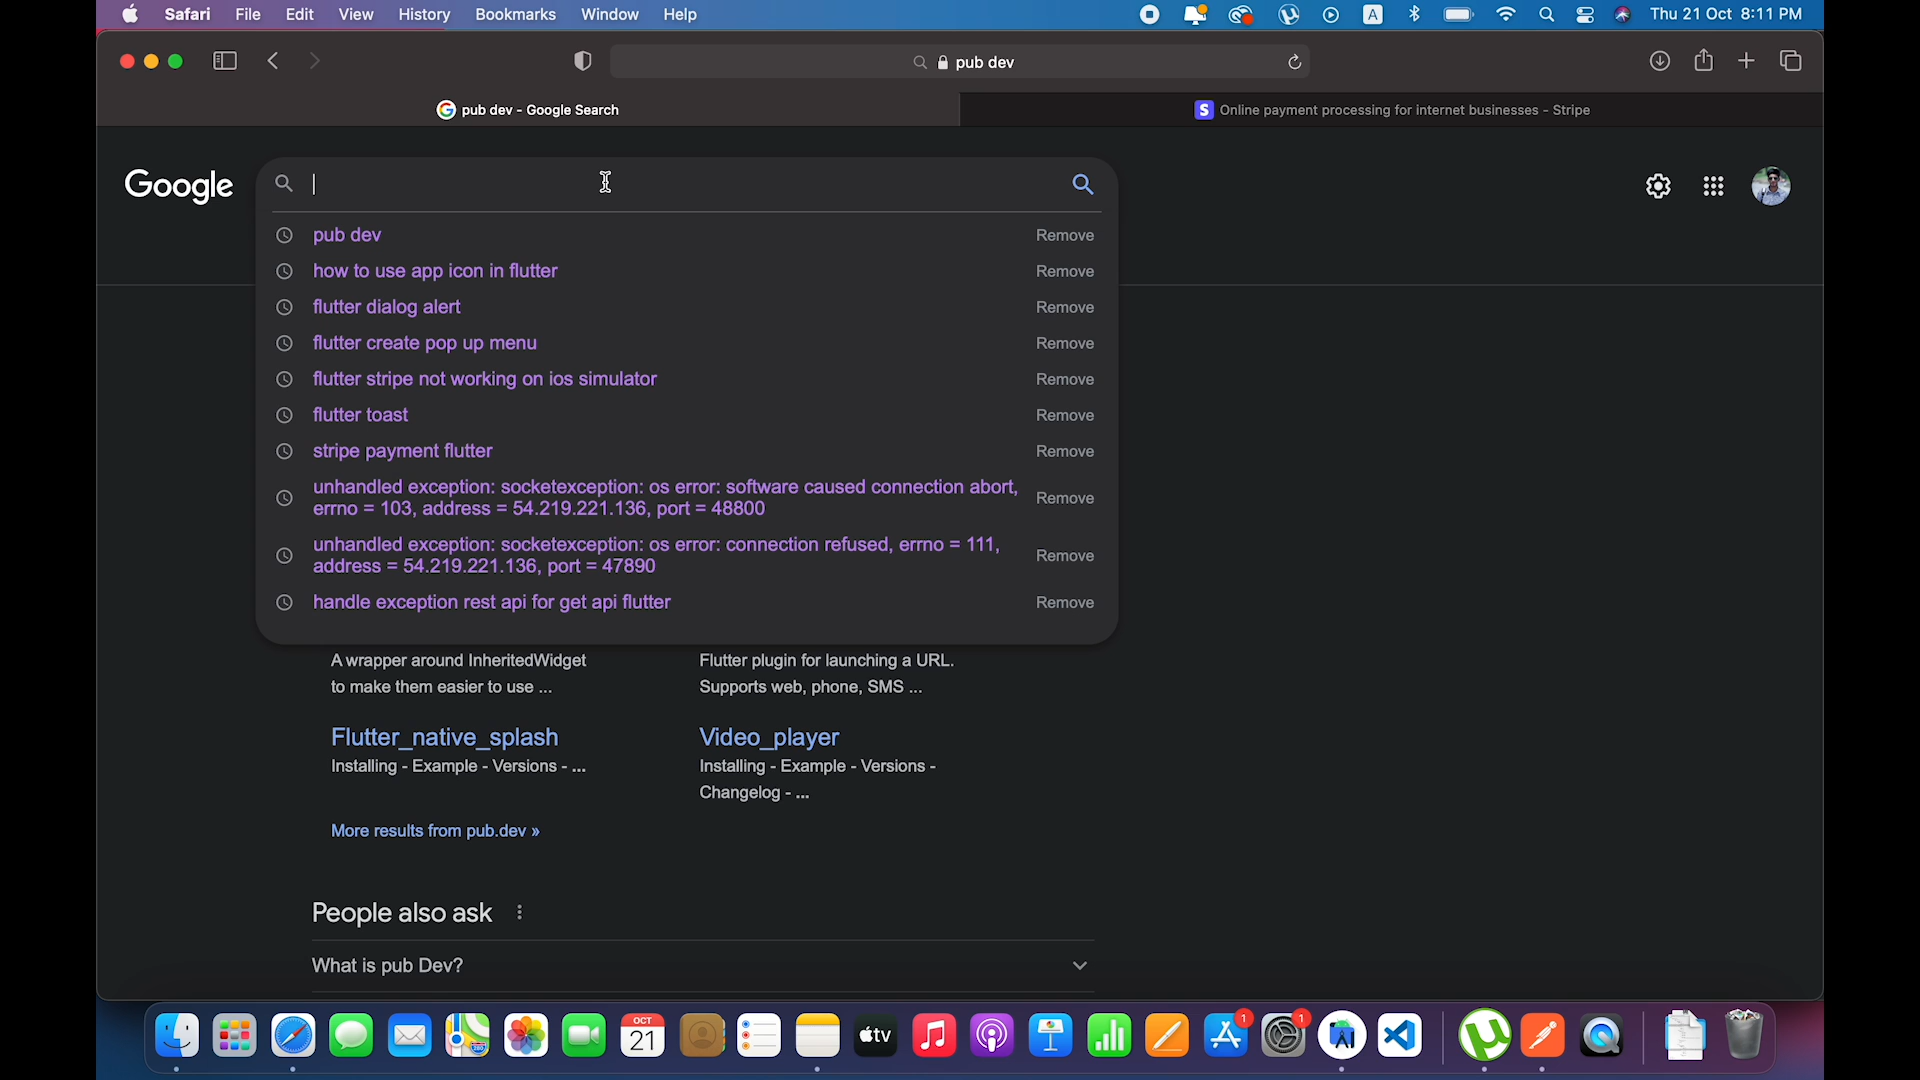 Safari File Edit View History Bookmarks Window Help A Thu 21 Oct 8:11 PM
pub dev
pub dev - Google Search
S Online payment processing for internet businesses - Stripe
Google
pub dev Remove
how to use app icon in flutter Remove
flutter dialog alert Remove
flutter create pop up menu Remove
flutter stripe not working on ios simulator Remove
flutter toast Remove
stripe payment flutter Remove
unhandled exception: socketexception: os error: software caused connection abort,
errno = 103, address = 54.219.221.136, port = 48800 Remove
unhandled exception: socketexception: os error: connection refused, errno = 111,
address = 54.219.221.136, port = 47890 Remove
handle exception rest api for get api flutter Remove
A wrapper around InheritedWidget
to make them easier to use ...
Flutter plugin for launching a URL.
Supports web, phone, SMS ...
Flutter_native_splash
Installing - Example - Versions - ...
Video_player
Installing - Example - Versions -
Changelog - ...
More results from pub.dev »
People also ask
What is pub Dev?
OCT
21
tv
1
1